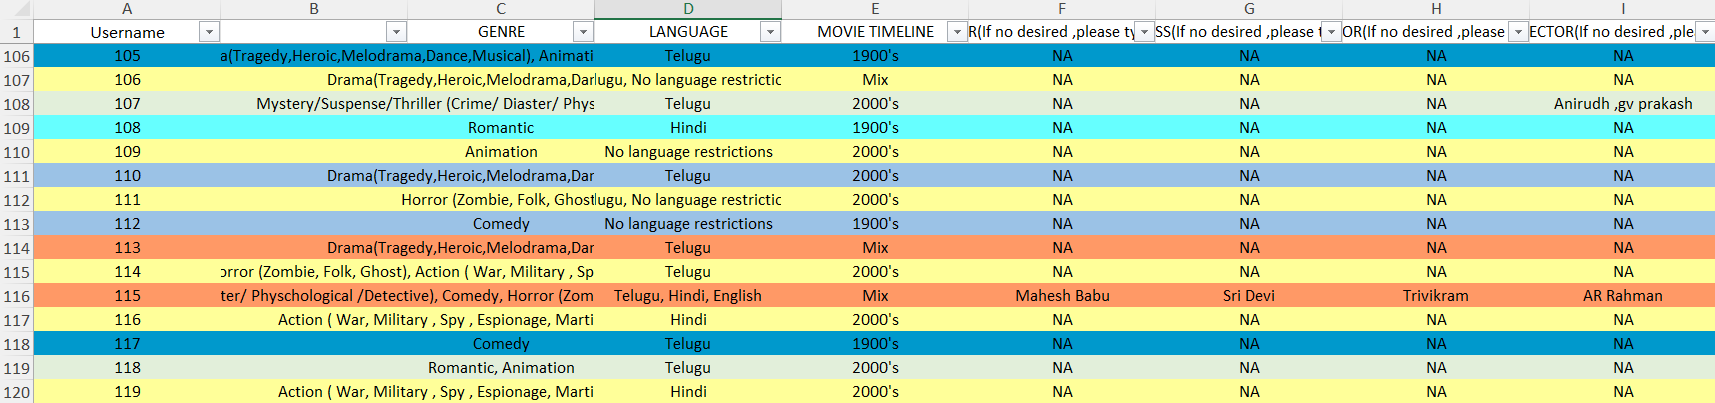 A B C D E F G H I
1 Username GENRE LANGUAGE MOVIE TIMELINE R(If no desired ,please ty SS(If no desired ,please t OR(If no desired ,please ECTOR(If no desired ,ple
106 105 a(Tragedy,Heroic,Melodrama,Dance,Musical), Animati Telugu 1900's NA NA NA NA
107 106 Drama(Tragedy,Heroic,Melodrama,Dan lugu, No language restrictic Mix NA NA NA NA
108 107 Mystery/Suspense/Thriller (Crime/ Diaster/ Phys Telugu 2000's NA NA NA Anirudh ,gv prakash
109 108 Romantic Hindi 1900's NA NA NA NA
110 109 Animation No language restrictions 2000's NA NA NA NA
111 110 Drama(Tragedy,Heroic,Melodrama,Dar Telugu 2000's NA NA NA NA
112 111 Horror (Zombie, Folk, Ghost lugu, No language restrictic 2000's NA NA NA NA
113 112 Comedy No language restrictions 1900's NA NA NA NA
114 113 Drama(Tragedy,Heroic,Melodrama,Dar Telugu Mix NA NA NA NA
115 114 orror (Zombie, Folk, Ghost), Action ( War, Military , Sp Telugu 2000's NA NA NA NA
116 115 ter/ Physchological /Detective), Comedy, Horror (Zom Telugu, Hindi, English Mix Mahesh Babu Sri Devi Trivikram AR Rahman
117 116 Action ( War, Military , Spy , Espionage, Marti Hindi 2000's NA NA NA NA
118 117 Comedy Telugu 1900's NA NA NA NA
119 118 Romantic, Animation Telugu 2000's NA NA NA NA
120 119 Action ( War, Military , Spy , Espionage, Marti Hindi 2000's NA NA NA NA